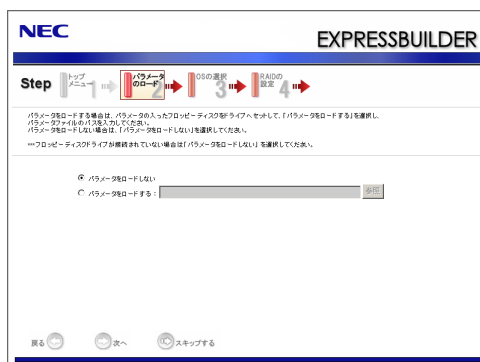 NEC
EXPRESSBUILDER
Step
トップ
メニュー 1
パラメータ
のロード 2
OSの選択 3
RAIDの
設定 4
パラメータをロードする場合は、パラメータの入ったフロッピーディスクをドライブへセットして、「パラメータをロードする」を選択し、
パラメータファイルのパスを入力してください。
パラメータをロードしない場合は、「パラメータをロードしない」を選択してください。
フロッピーディスクドライブが接続されていない場合は「パラメータをロードしない」を選択してください。
パラメータをロードしない
パラメータをロードする：
参照
戻る
次へ
スキップする